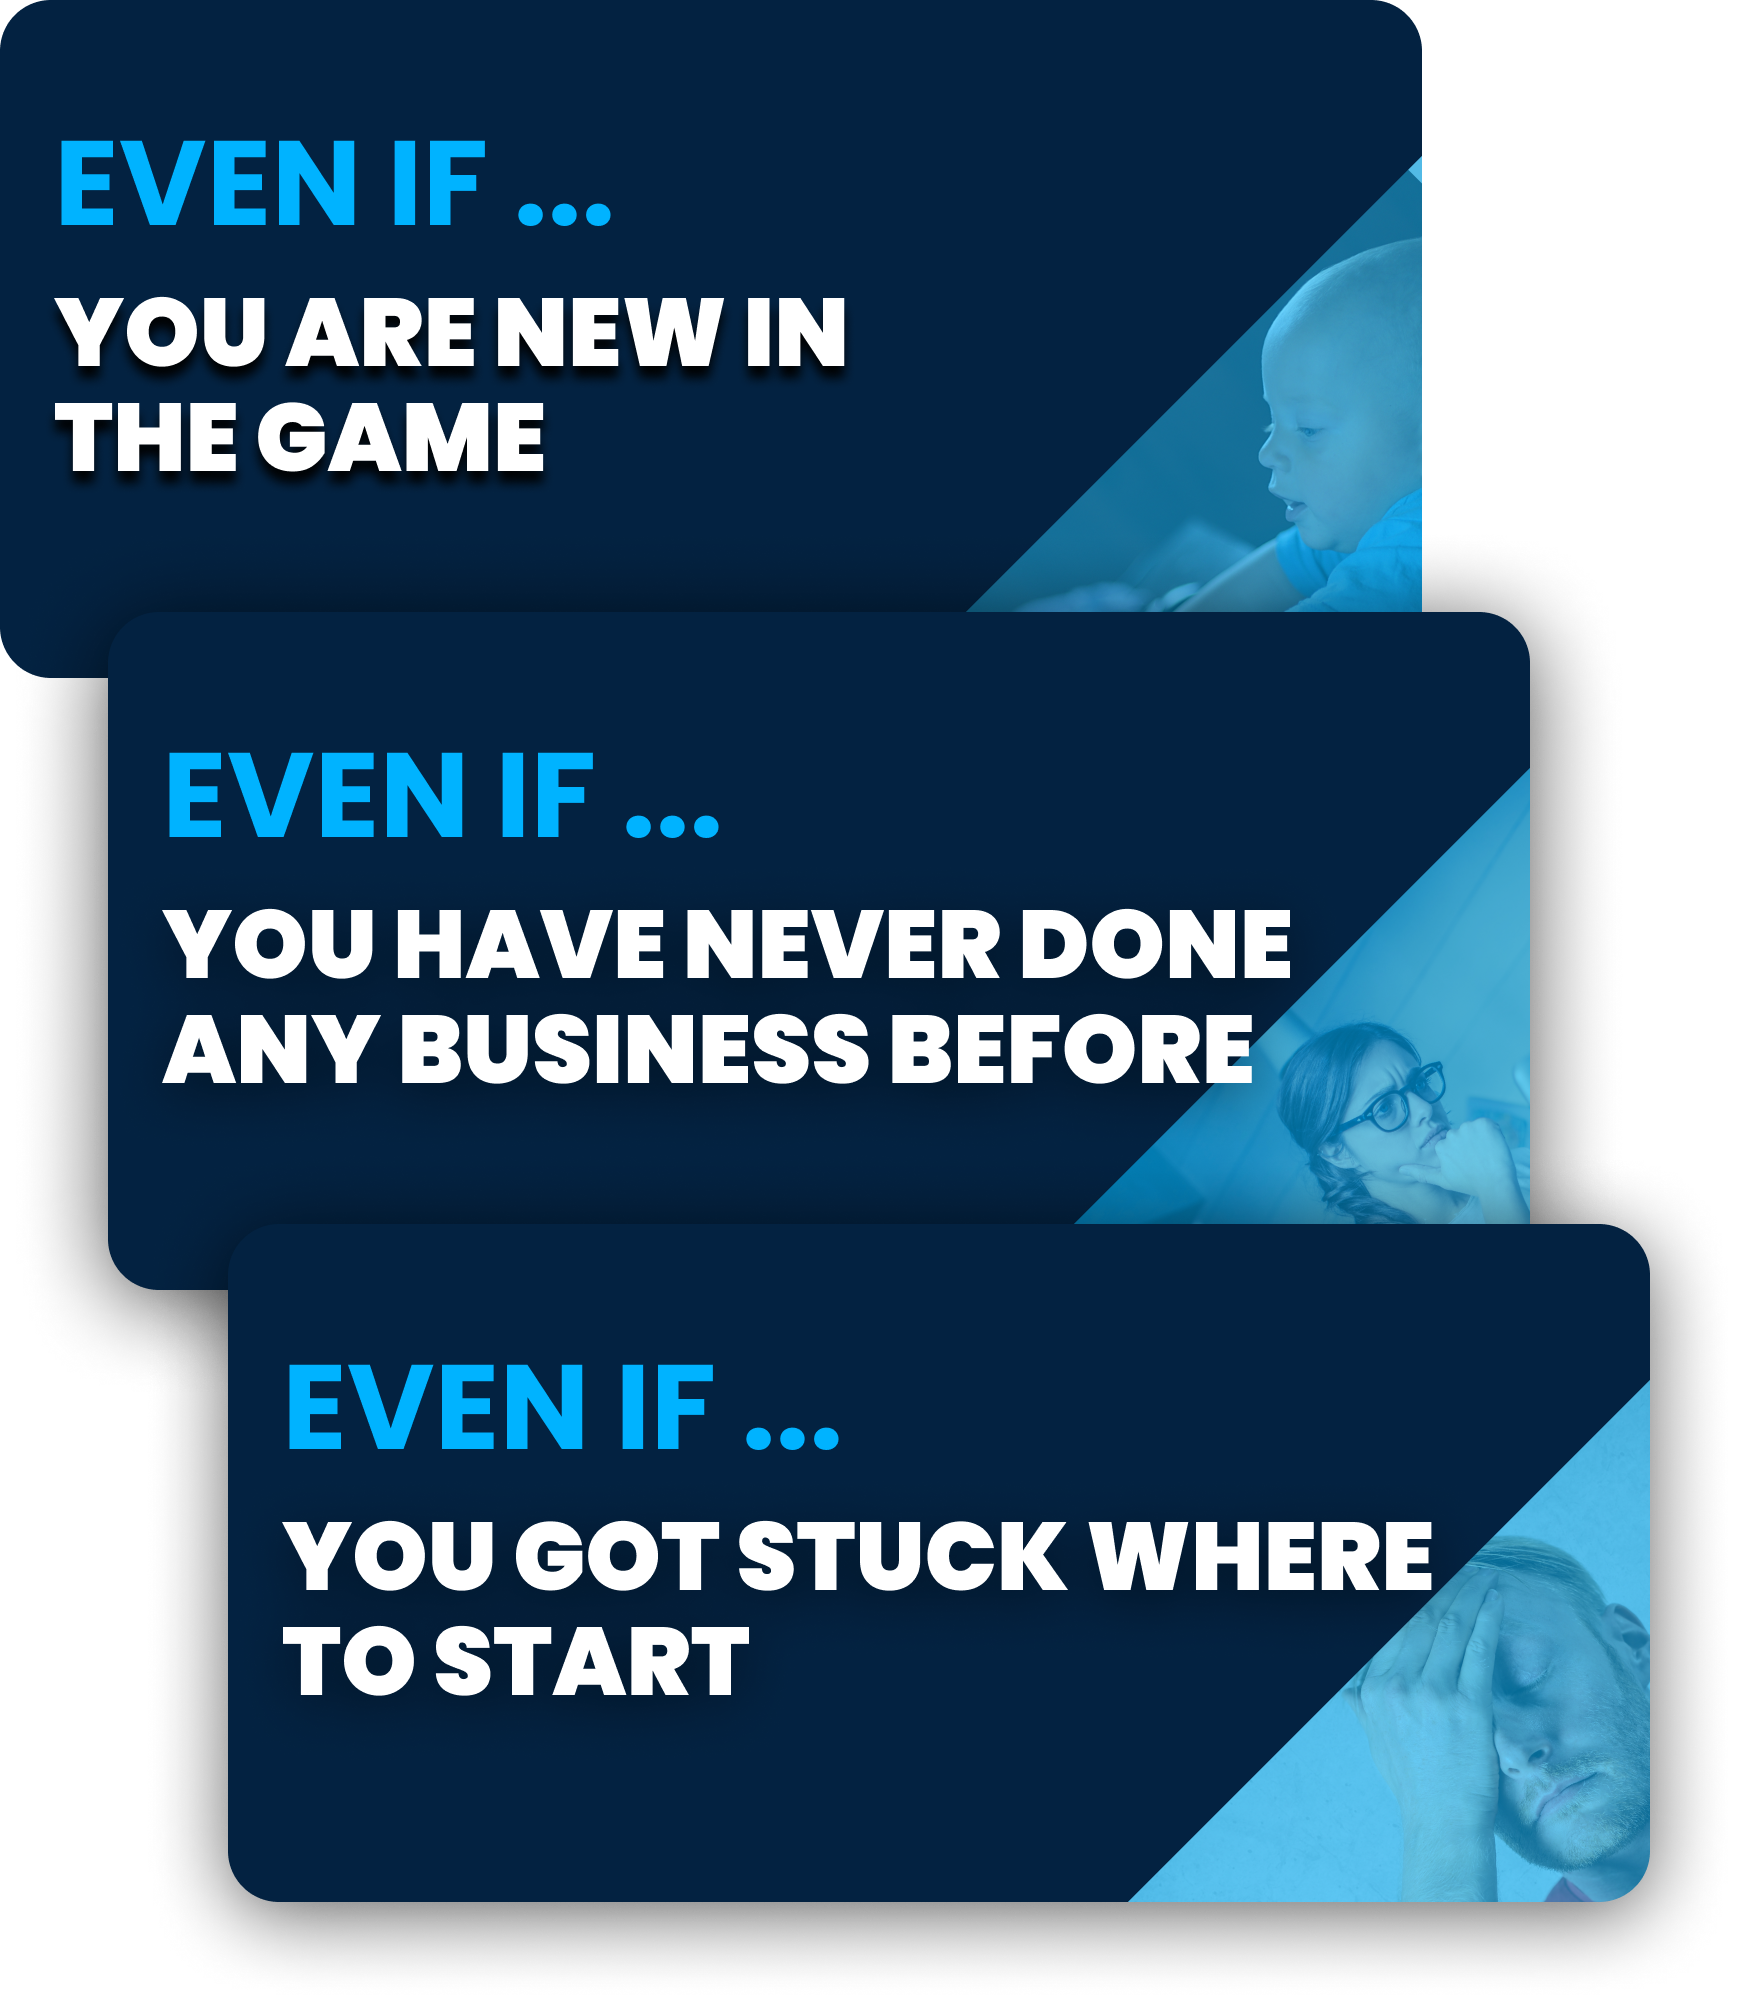 EVEN IF ...
YOU ARE NEW IN
THE GAME
EVEN IF ...
YOU HAVE NEVER DONE
ANY BUSINESS BEFORE
EVEN IF ...
YOU GOT STUCK WHERE
TO START